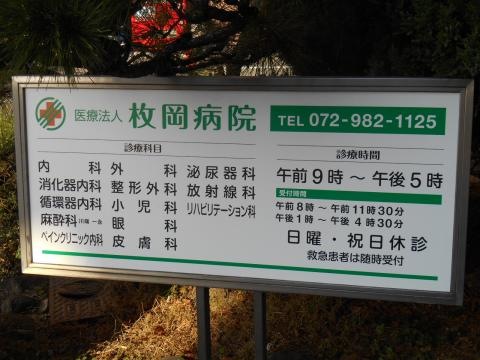 医療法人 枚岡病院
TEL 072-982-1125
診療科目
内科 外科 泌尿器科
消化器内科 整形外科 放射線科
循環器内科 小児科 リハビリテーション科
麻酔科 眼科
ペインクリニック内科 皮膚科
診療時間
午前9時 ～ 午後5時
受付時間
午前8時 ～ 午前11時30分
午後1時 ～ 午後4時30分
日曜・祝日休診
救急患者は随時受付